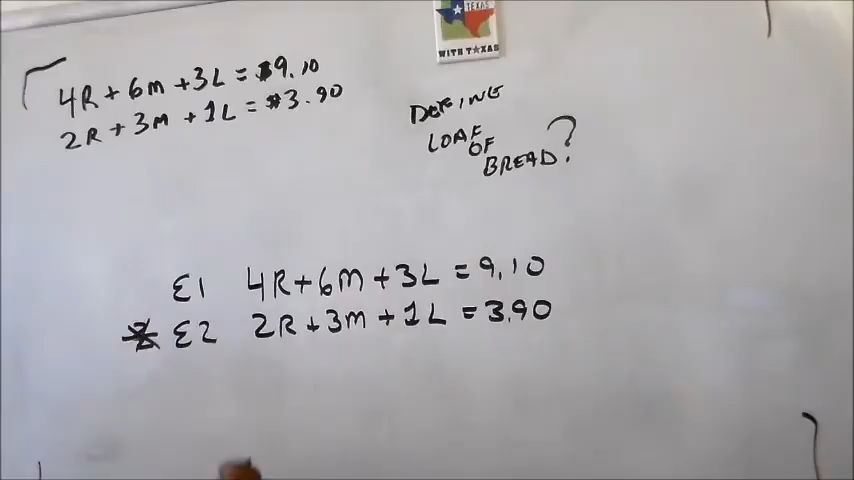 TEXAS
WITH TEXAS
4R + 6M + 3L = $9.10
2R + 3M + 1L = $3.90
DEFINE
LOAF
OF
BREAD?
E1 4R + 6M + 3L = 9.10
E2 2R + 3M + 1L = 3.90